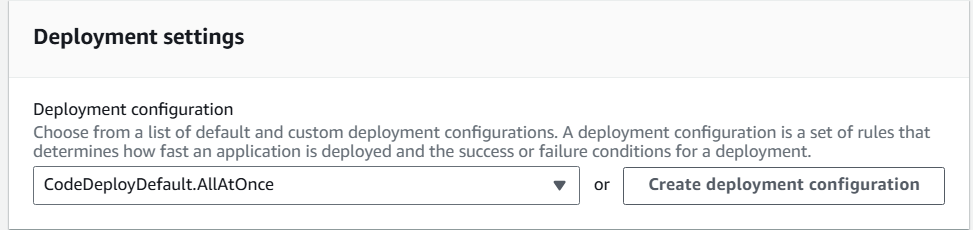 Deployment settings
Deployment configuration
Choose from a list of default and custom deployment configurations. A deployment configuration is a set of rules that
determines how fast an application is deployed and the success or failure conditions for a deployment.
CodeDeployDefault.AllAtOnce or Create deployment configuration